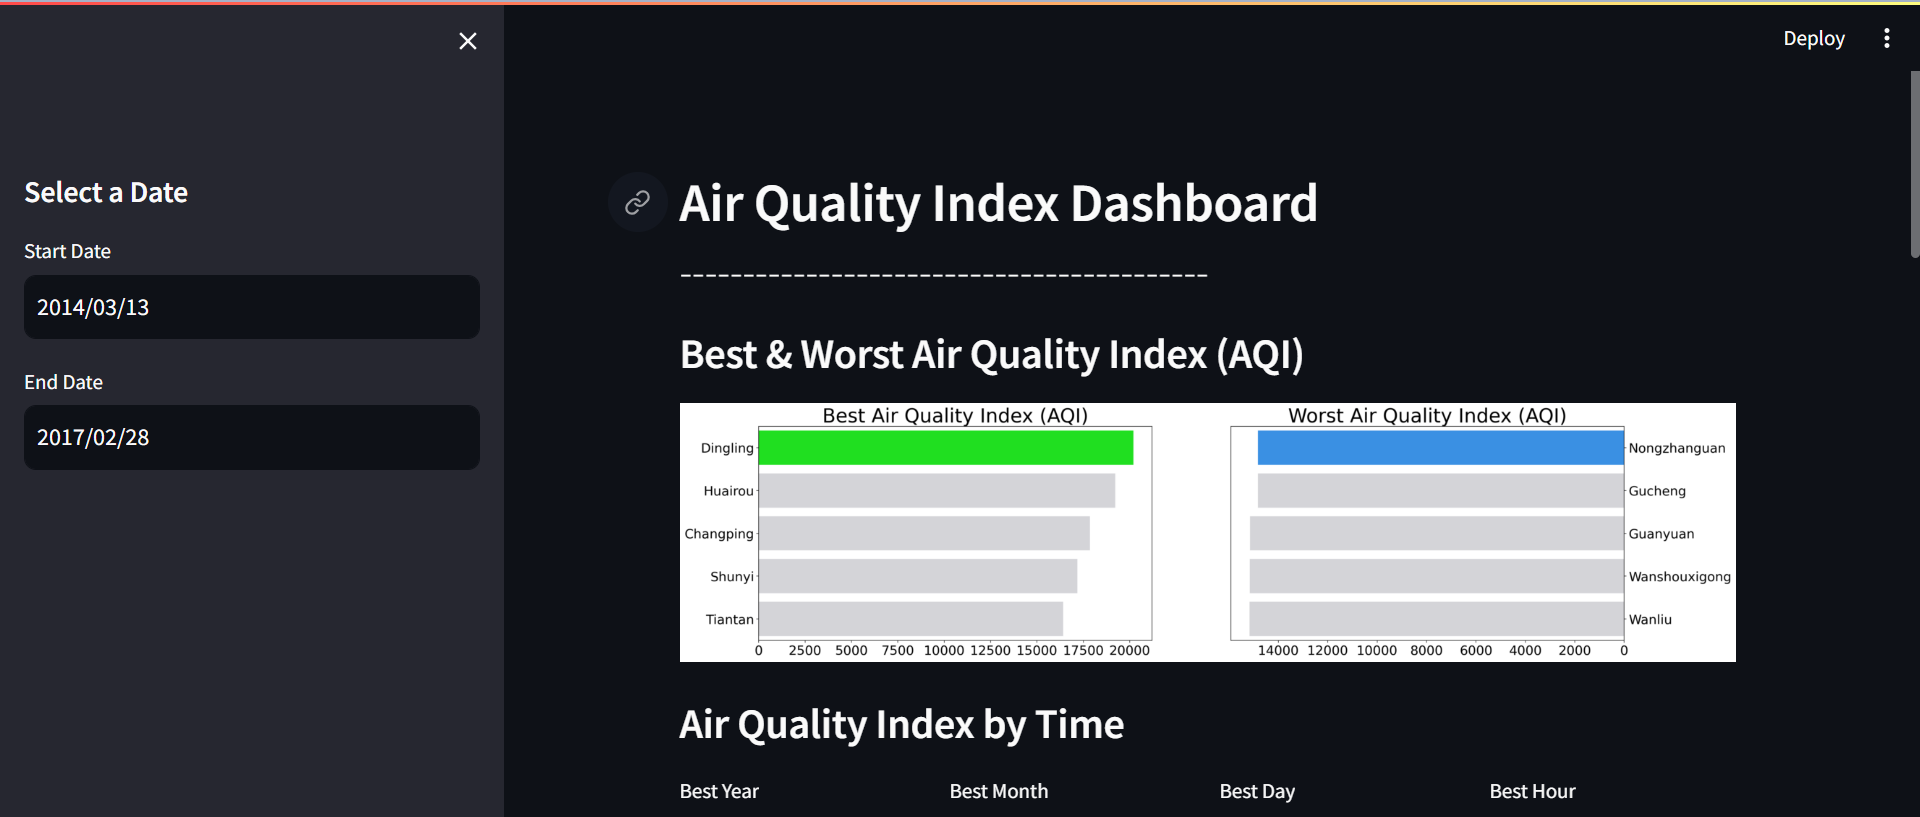 Deploy
Select a Date
Start Date
2014/03/13
End Date
2017/02/28
Air Quality Index Dashboard
------------------------------------------
Best & Worst Air Quality Index (AQI)
Best Air Quality Index (AQI)
Dingling
Huairou
Changping
Shunyi
Tiantan
0 2500 5000 7500 10000 12500 15000 17500 20000
Worst Air Quality Index (AQI)
Nongzhanguan
Gucheng
Guanyuan
Wanshouxigong
Wanliu
14000 12000 10000 8000 6000 4000 2000 0
Air Quality Index by Time
Best Year Best Month Best Day Best Hour